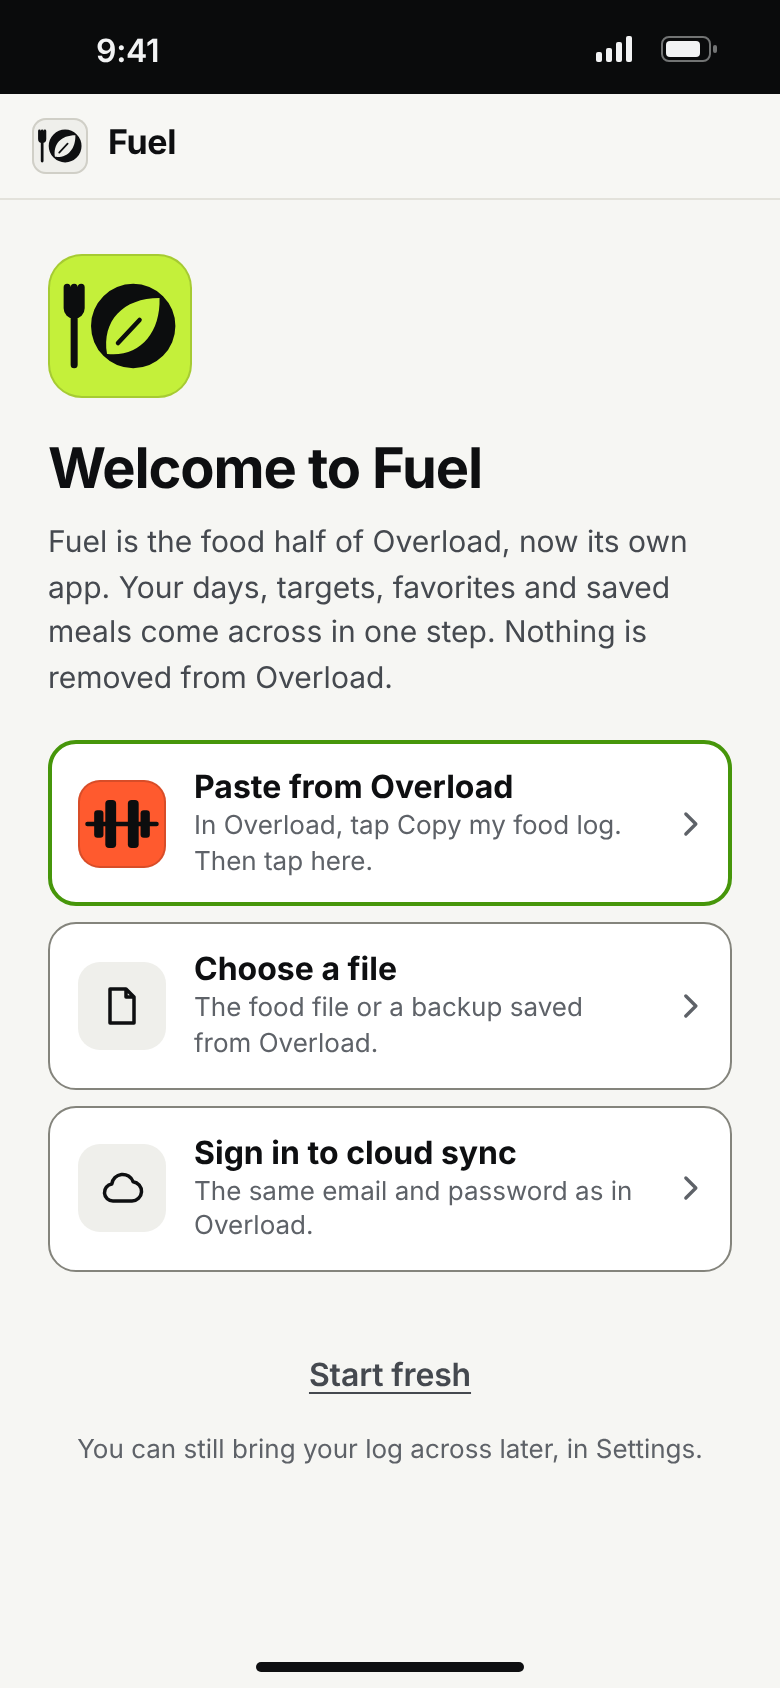 9:41
Fuel
Welcome to Fuel
Fuel is the food half of Overload, now its own
app. Your days, targets, favorites and saved
meals come across in one step. Nothing is
removed from Overload.
Paste from Overload
In Overload, tap Copy my food log.
Then tap here.
Choose a file
The food file or a backup saved
from Overload.
Sign in to cloud sync
The same email and password as in
Overload.
Start fresh
You can still bring your log across later, in Settings.